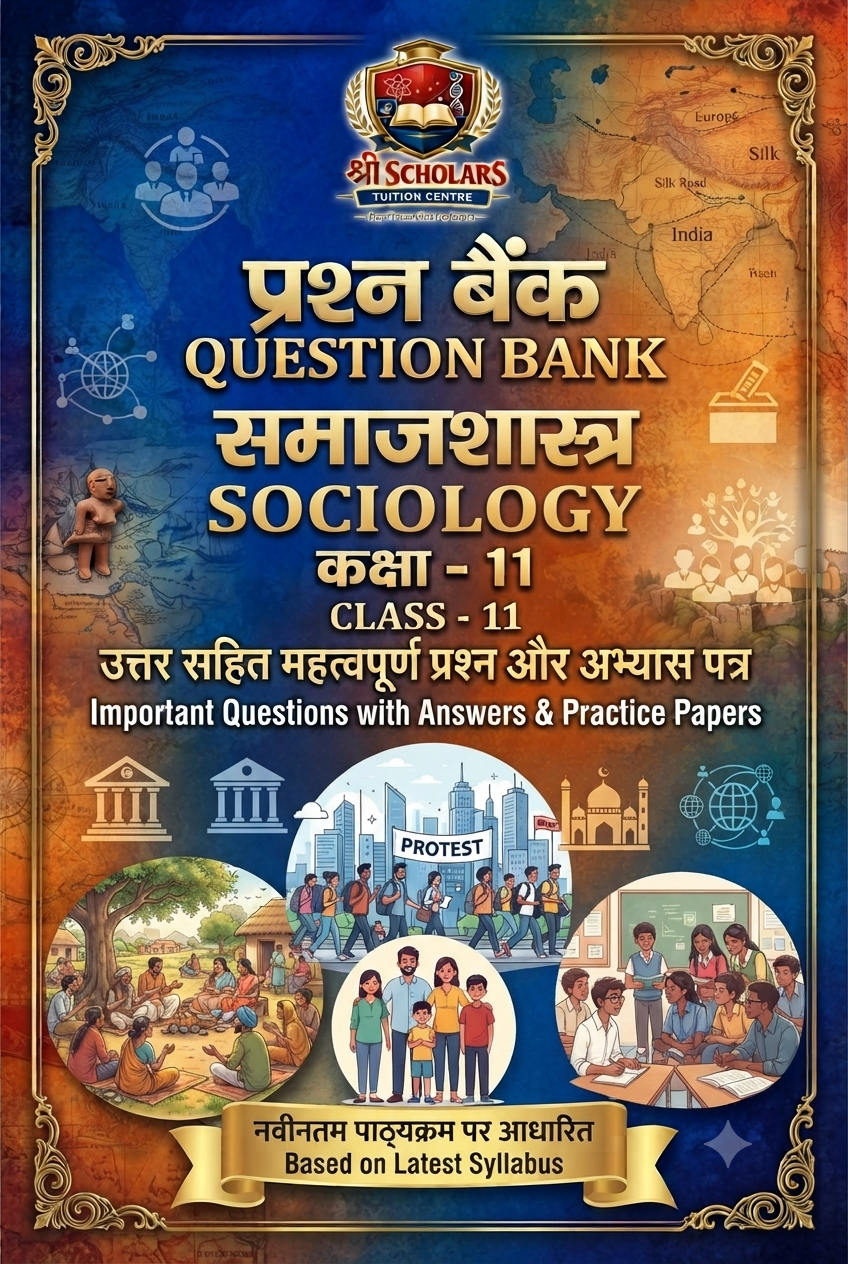 श्री SCHOLARS
TUITION CENTRE
Europe
Silk
Silk Road
India
India
प्रश्न बैंक
QUESTION BANK
समाजशास्त्र
SOCIOLOGY
कक्षा - 11
CLASS - 11
उत्तर सहित महत्वपूर्ण प्रश्न और अभ्यास पत्र
Important Questions with Answers & Practice Papers
PROTEST
नवीनतम पाठ्यक्रम पर आधारित
Based on Latest Syllabus